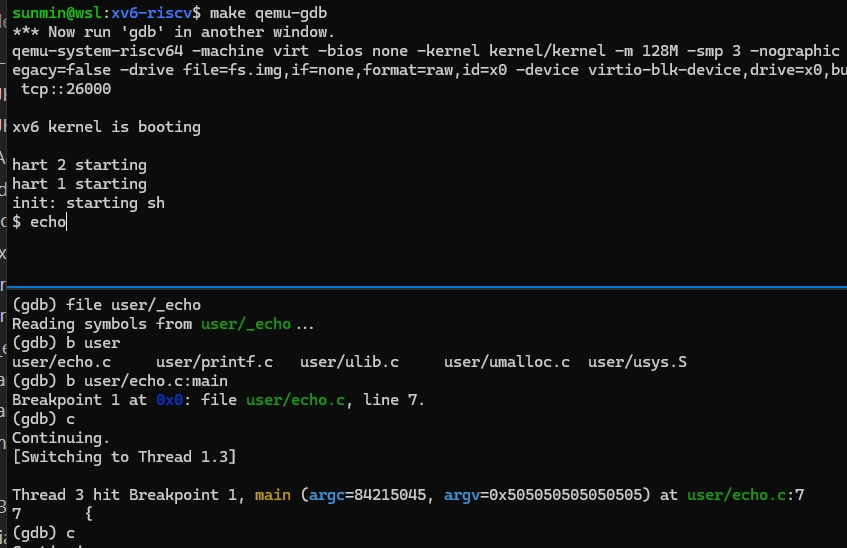 sunmin@wsl:xv6-riscv$ make qemu-gdb
*** Now run 'gdb' in another window.
qemu-system-riscv64 -machine virt -bios none -kernel kernel/kernel -m 128M -smp 3 -nographic
egacy=false -drive file=fs.img,if=none,format=raw,id=x0 -device virtio-blk-device,drive=x0,bu
tcp::26000
xv6 kernel is booting
hart 2 starting
hart 1 starting
init: starting sh
$ echo
(gdb) file user/_echo
Reading symbols from user/_echo...
(gdb) b user
user/echo.c user/printf.c user/ulib.c user/umalloc.c user/usys.S
(gdb) b user/echo.c:main
Breakpoint 1 at 0x0: file user/echo.c, line 7.
(gdb) c
Continuing.
[Switching to Thread 1.3]
Thread 3 hit Breakpoint 1, main (argc=84215045, argv=0x505050505050505) at user/echo.c:7
7 {
(gdb) c